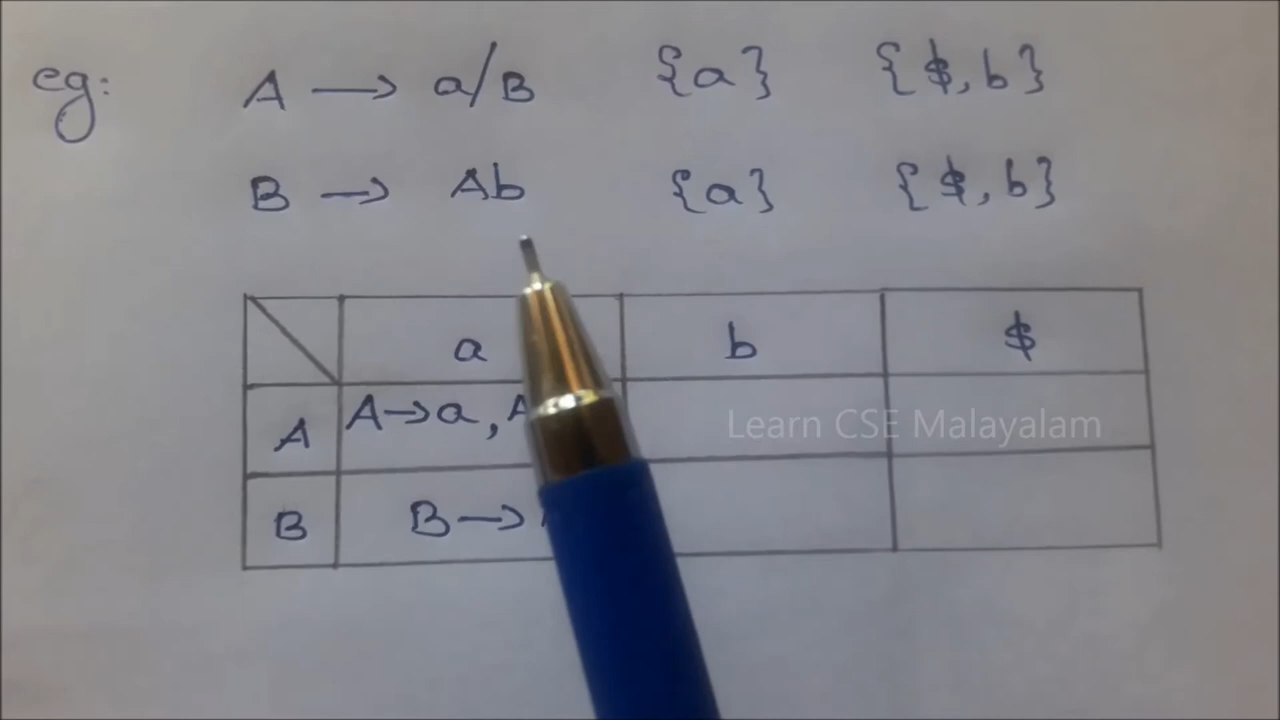 eg: A → a/B {a} {$, b}
B → Ab {a} {$, b}
a b $
A A→a, A
B B→
Learn CSE Malayalam